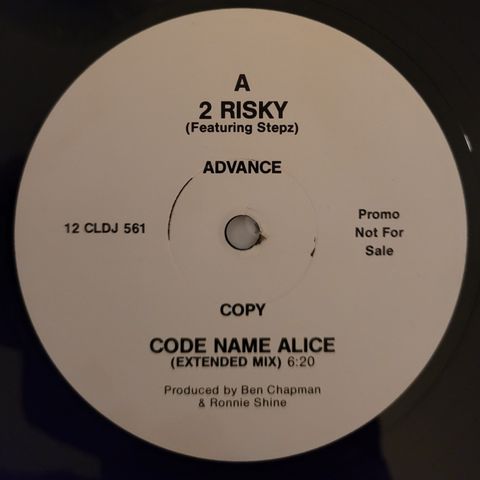 A
2 RISKY
(Featuring Stepz)
ADVANCE
12 CLDJ 561
Promo
Not For
Sale
COPY
CODE NAME ALICE
(EXTENDED MIX) 6:20
Produced by Ben Chapman
& Ronnie Shine